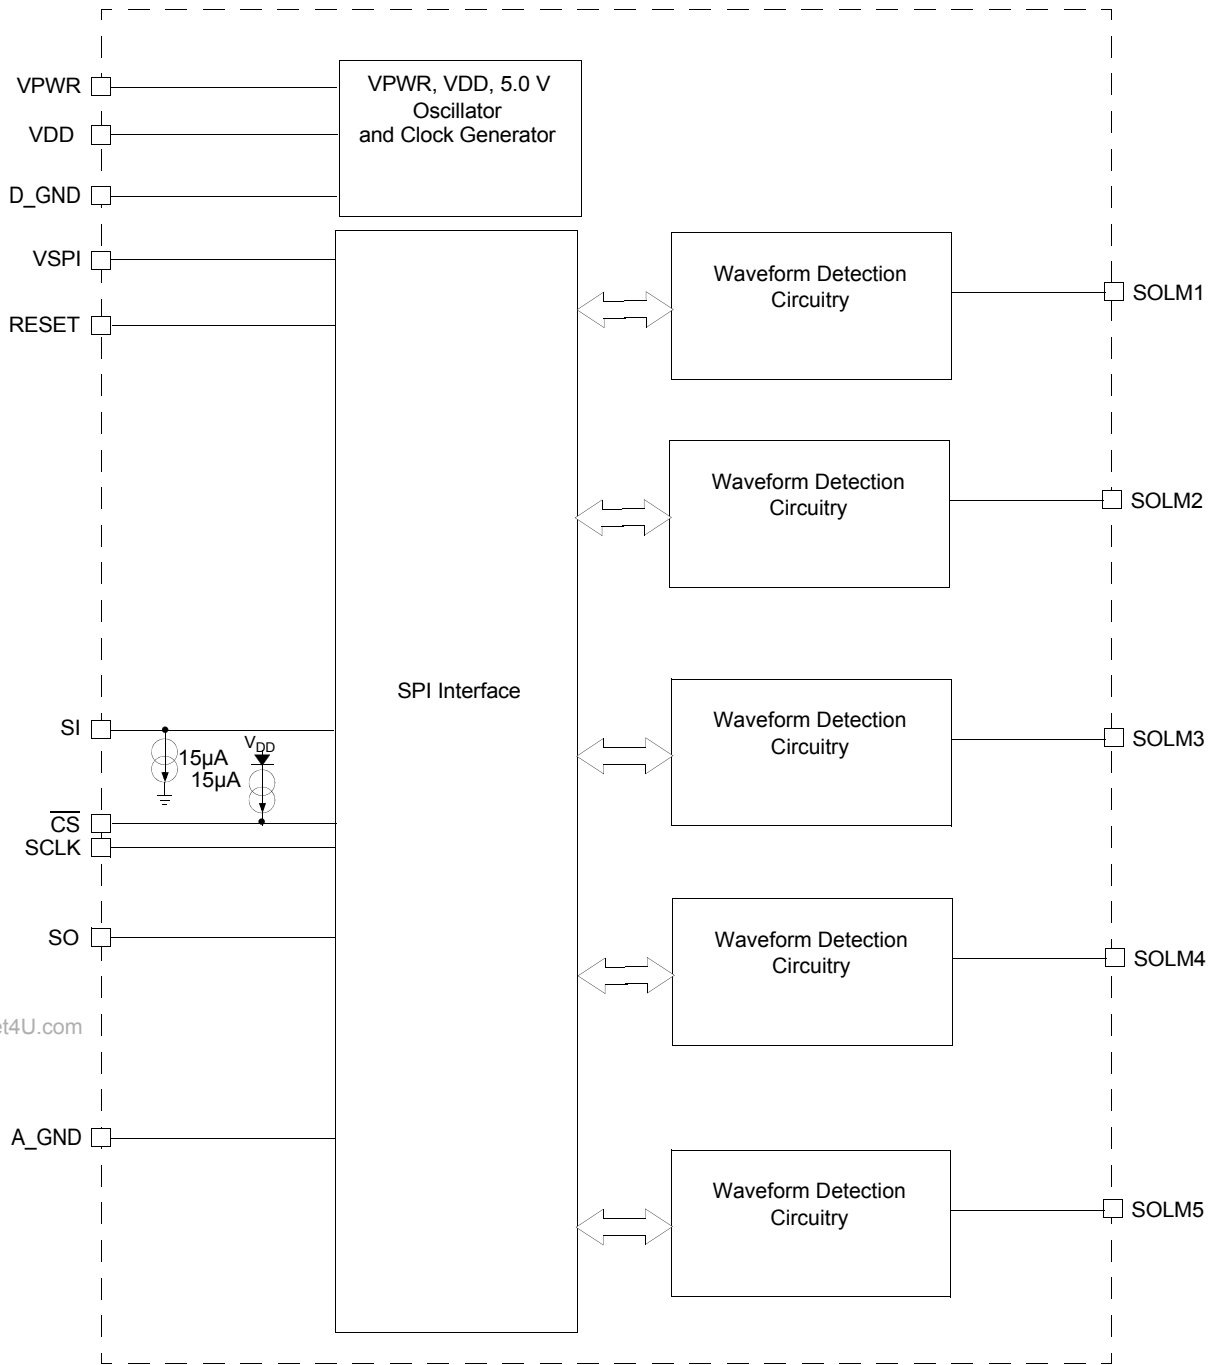 VPWR
VDD
D_GND
VSPI
RESET
SI
CS
SCLK
SO
et4U.com
A_GND
VPWR, VDD, 5.0 V
Oscillator
and Clock Generator
SPI Interface
15µA
VDD
15µA
Waveform Detection
Circuitry
SOLM1
Waveform Detection
Circuitry
SOLM2
Waveform Detection
Circuitry
SOLM3
Waveform Detection
Circuitry
SOLM4
Waveform Detection
Circuitry
SOLM5